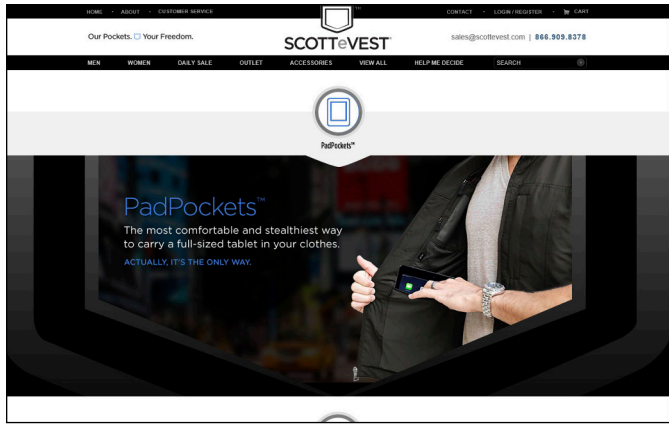 HOME · ABOUT · CUSTOMER SERVICE
CONTACT · LOGIN / REGISTER · CART
Our Pockets. Your Freedom.
TM
SCOTTeVEST
sales@scottevest.com | 866.909.8378
MEN WOMEN DAILY SALE OUTLET ACCESSORIES VIEW ALL HELP ME DECIDE SEARCH
PadPockets™
PadPockets™
The most comfortable and stealthiest way
to carry a full-sized tablet in your clothes.
ACTUALLY, IT'S THE ONLY WAY.